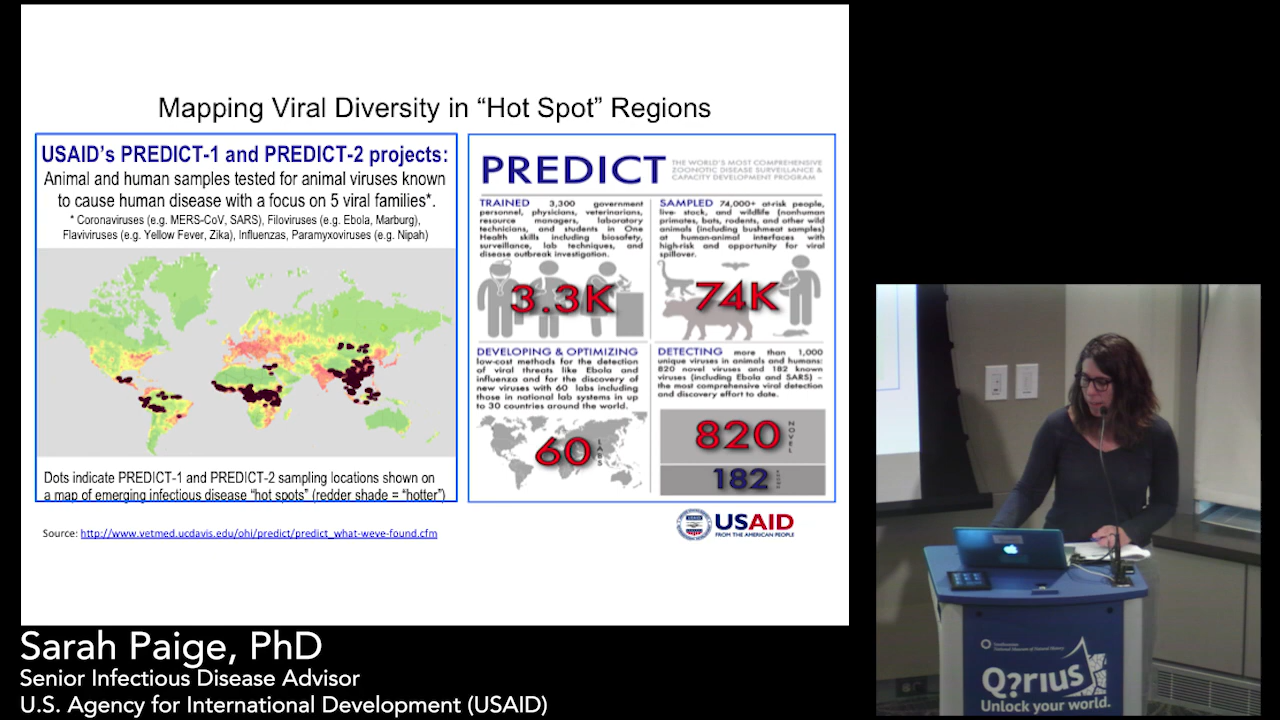 Mapping Viral Diversity in “Hot Spot” Regions
USAID’s PREDICT-1 and PREDICT-2 projects:
Animal and human samples tested for animal viruses known
to cause human disease with a focus on 5 viral families*.
* Coronaviruses (e.g. MERS-CoV, SARS), Filoviruses (e.g. Ebola, Marburg),
Flaviviruses (e.g. Yellow Fever, Zika), Influenzas, Paramyxoviruses (e.g. Nipah)
Dots indicate PREDICT-1 and PREDICT-2 sampling locations shown on
a map of emerging infectious disease “hot spots” (redder shade = “hotter”)
PREDICT
THE WORLD'S MOST COMPREHENSIVE
ZOONOTIC DISEASE SURVEILLANCE &
CAPACITY DEVELOPMENT PROGRAM
TRAINED 3,300 government
personnel, physicians, veterinarians,
resource managers, laboratory
technicians, and students in One
Health skills including biosafety,
surveillance, lab techniques, and
disease outbreak investigation.
3.3K
SAMPLED 74,000+ at-risk people,
live stock, and wildlife (nonhuman
primates, bats, rodents, and other wild
animals (including bushmeat samples)
at human-animal interfaces with
high-risk and opportunity for viral
spillover.
74K
DEVELOPING & OPTIMIZING
low-cost methods for the detection
of viral threats like Ebola and
influenza and for the discovery of
new viruses with 60 labs including
those in national lab systems in up
to 30 countries around the world.
60
LABS
DETECTING more than 1,000
unique viruses in animals and humans:
820 novel viruses and 182 known
viruses (including Ebola and SARS) –
the most comprehensive viral detection
and discovery effort to date.
820
NOVEL
182
Source: http://www.vetmed.ucdavis.edu/ohi/predict/predict_what-weve-found.cfm
USAID
FROM THE AMERICAN PEOPLE
Sarah Paige, PhD
Senior Infectious Disease Advisor
U.S. Agency for International Development (USAID)
Smithsonian
National Museum of Natural History
Q?rius
Unlock your world.